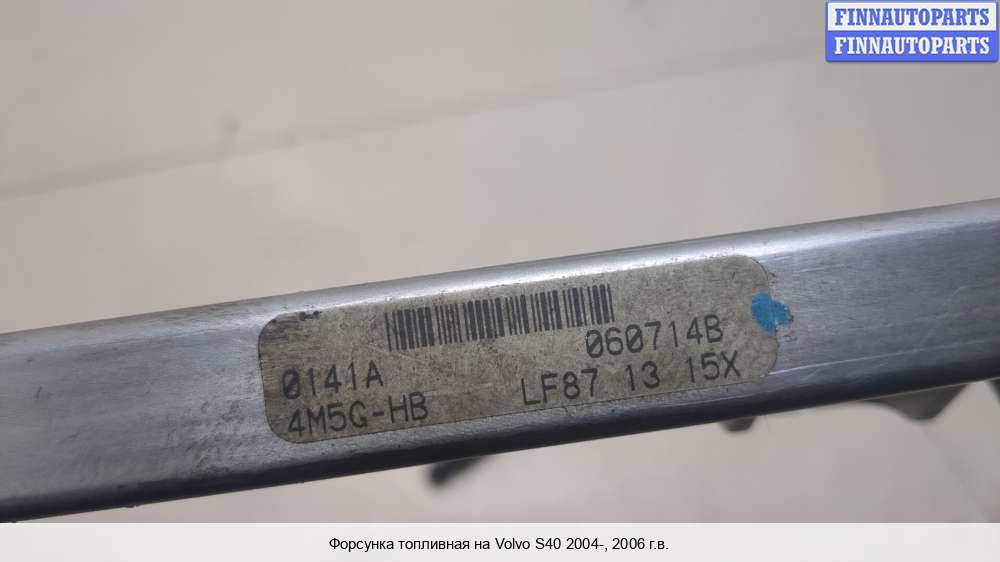 FINNAUTOPARTS
FINNAUTOPARTS
0141A 060714B
4M5G-HB LF87 13 15X
Форсунка топливная на Volvo S40 2004-, 2006 г.в.